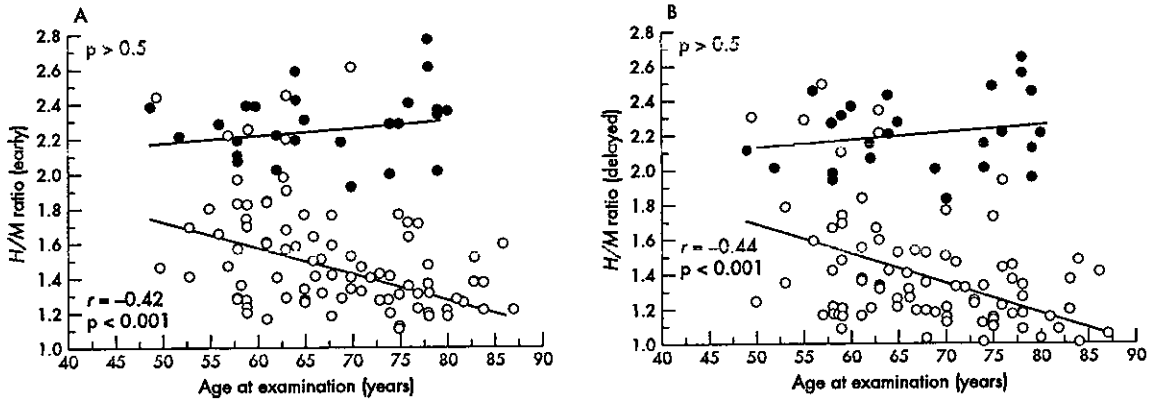 A
H/M ratio (early)
2.8
2.6
2.4
2.2
2.0
1.8
1.6
1.4
1.2
1.0
p > 0.5
r = –0.42
p < 0.001
40 45 50 55 60 65 70 75 80 85 90
Age at examination (years)
B
H/M ratio (delayed)
2.8
2.6
2.4
2.2
2.0
1.8
1.6
1.4
1.2
1.0
p > 0.5
r = –0.44
p < 0.001
40 45 50 55 60 65 70 75 80 85 90
Age at examination (years)